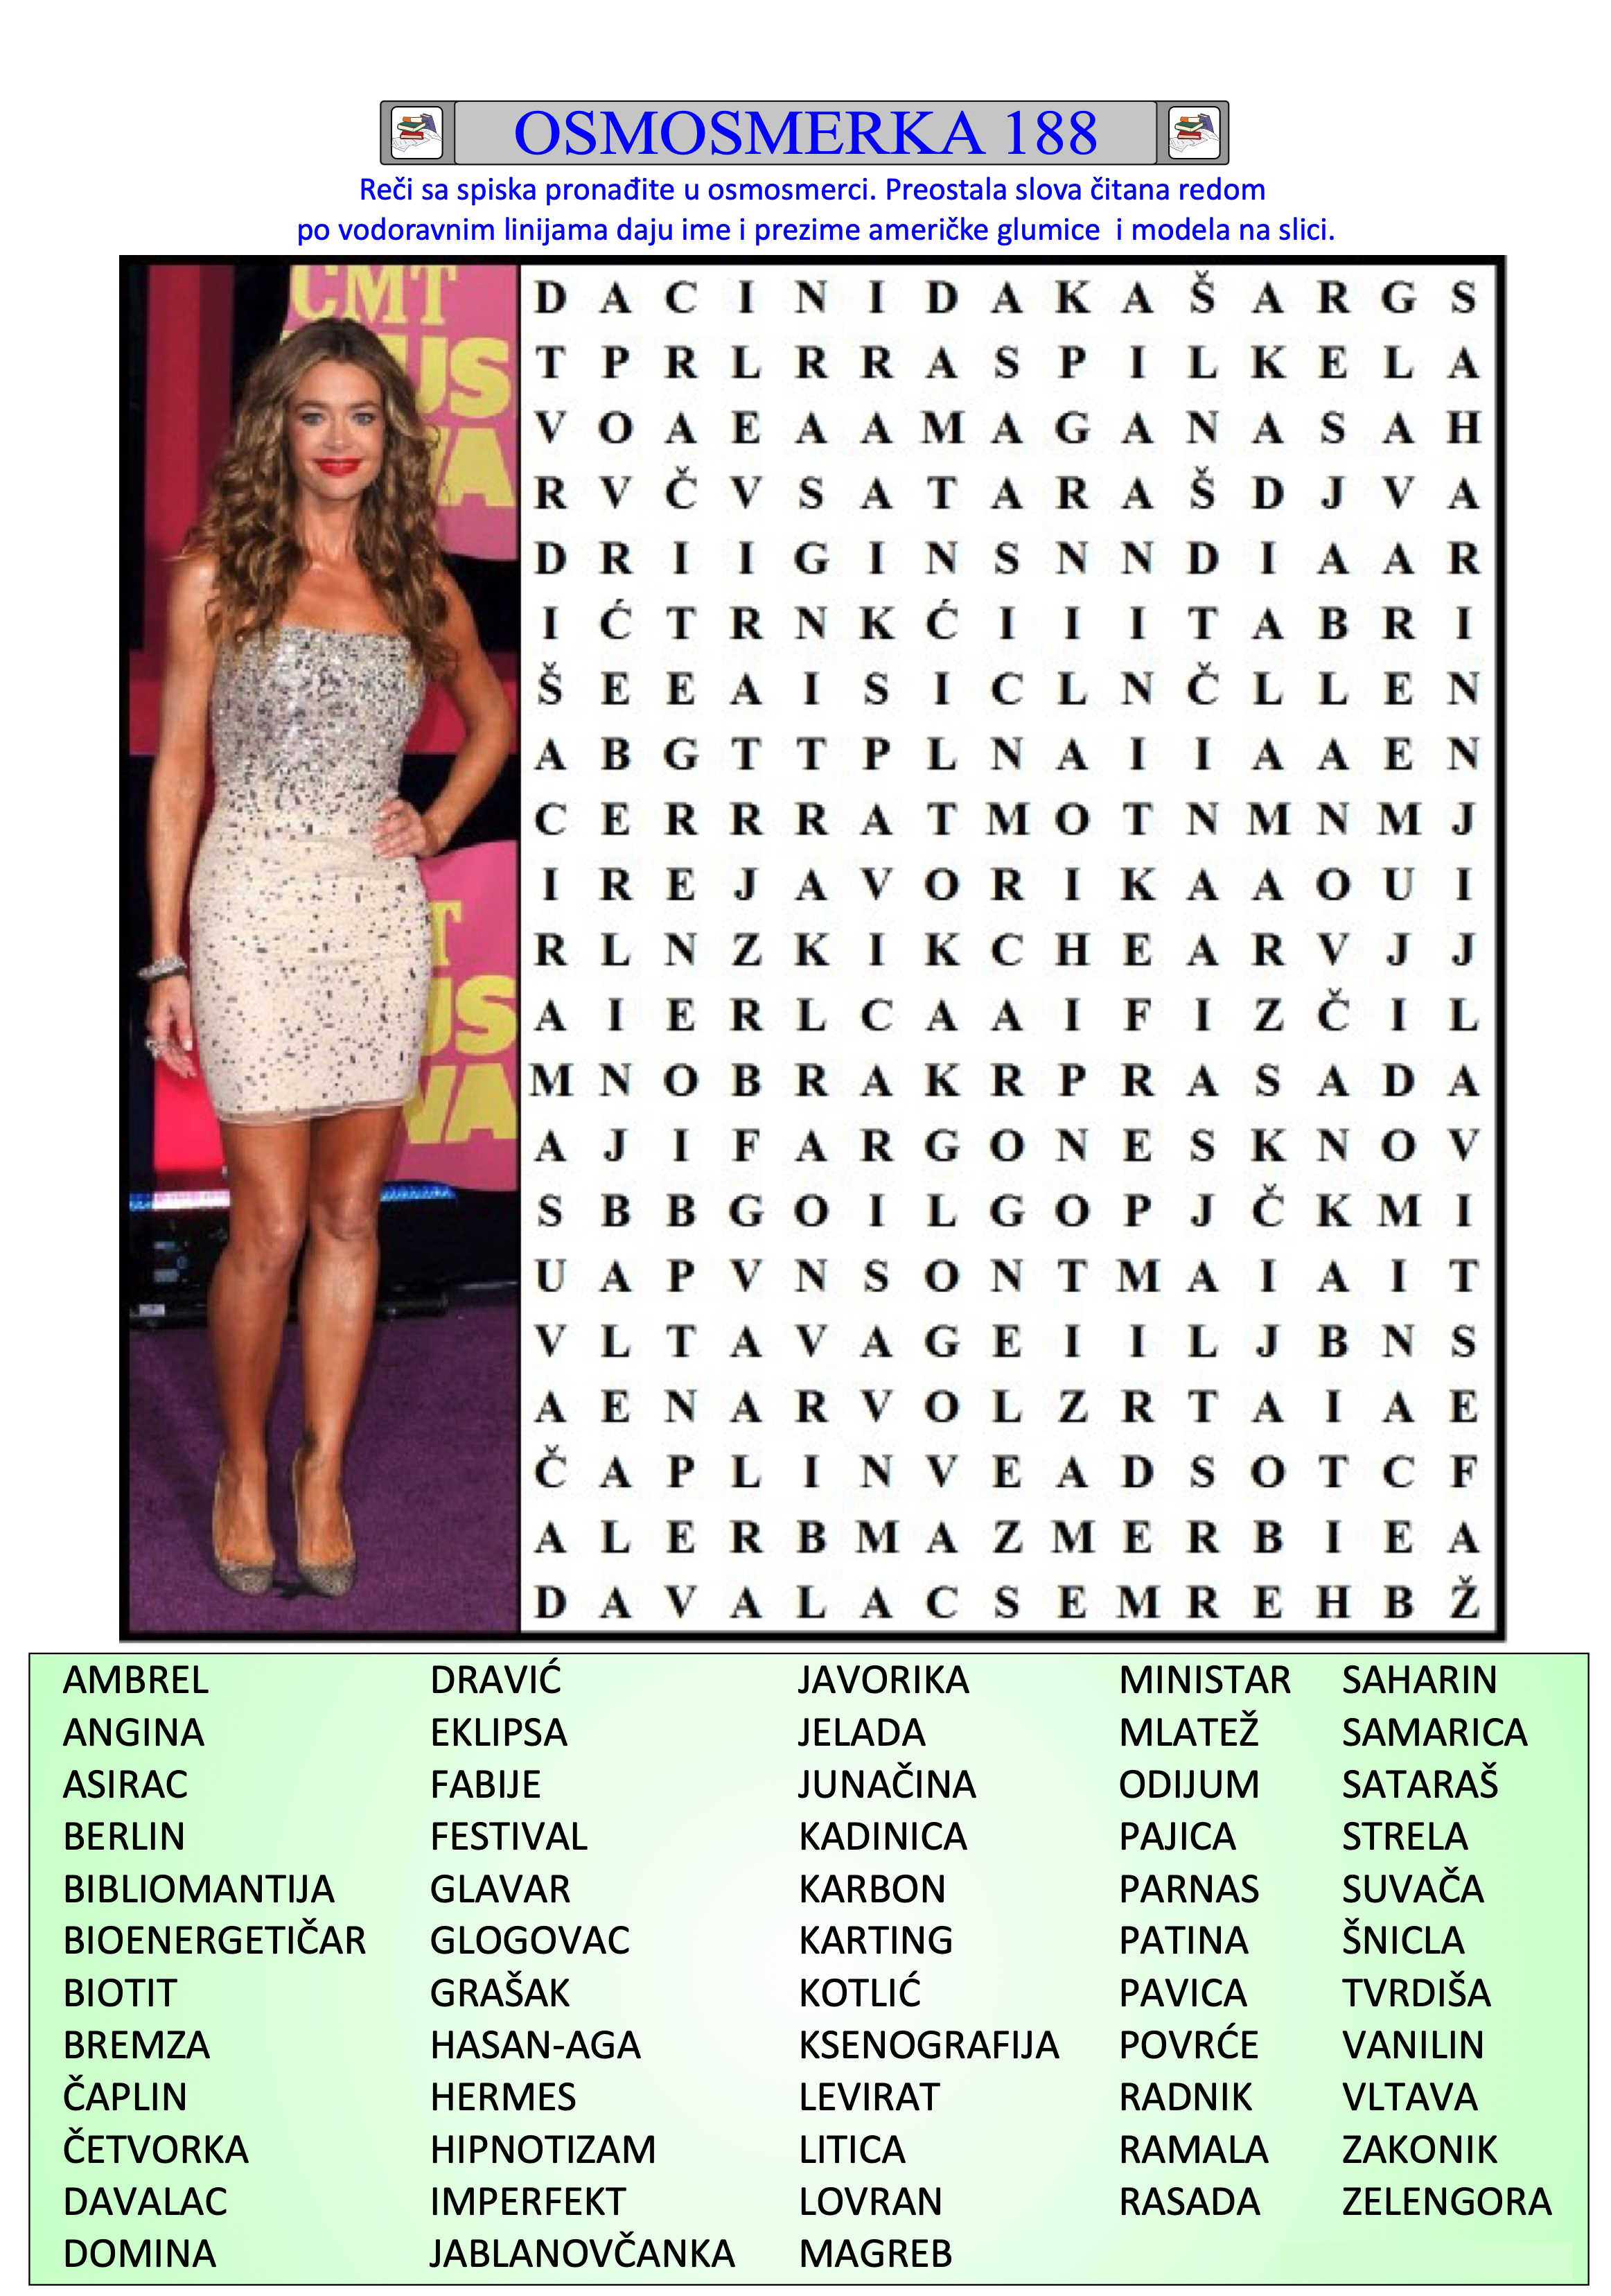 OSMOSMERKA 188
Reči sa spiska pronađite u osmosmerci. Preostala slova čitana redom
po vodoravnim linijama daju ime i prezime američke glumice i modela na slici.
CMT
D A C I N I D A K A Š A R G S
T P R L R R A S P I L K E L A
V O A E A A M A G A N A S A H
R V Č V S A T A R A Š D J V A
D R I I G I N S N N D I A A R
I Ć T R N K Ć I I I T A B R I
Š E E A I S I C L N Č L L E N
A B G T T P L N A I I A A E N
C E R R R A T M O T N M N M J
I R E J A V O R I K A A O U I
R L N Z K I K C H E A R V J J
A I E R L C A A I F I Z Č I L
M N O B R A K R P R A S A D A
A J I F A R G O N E S K N O V
S B B G O I L G O P J Č K M I
U A P V N S O N T M A I A I T
V L T A V A G E I I L J B N S
A E N A R V O L Z R T A I A E
Č A P L I N V E A D S O T C F
A L E R B M A Z M E R B I E A
D A V A L A C S E M R E H B Ž
AMBREL DRAVIĆ JAVORIKA MINISTAR SAHARIN
ANGINA EKLIPSA JELADA MLATEŽ SAMARICA
ASIRAC FABIJE JUNAČINA ODIJUM SATARAŠ
BERLIN FESTIVAL KADINICA PAJICA STRELA
BIBLIOMANTIJA GLAVAR KARBON PARNAS SUVAČA
BIOENERGETIČAR GLOGOVAC KARTING PATINA ŠNICLA
BIOTIT GRAŠAK KOTLIĆ PAVICA TVRDIŠA
BREMZA HASAN-AGA KSENOGRAFIJA POVRĆE VANILIN
ČAPLIN HERMES LEVIRAT RADNIK VLTAVA
ČETVORKA HIPNOTIZAM LITICA RAMALA ZAKONIK
DAVALAC IMPERFEKT LOVRAN RASADA ZELENGORA
DOMINA JABLANOVČANKA MAGREB